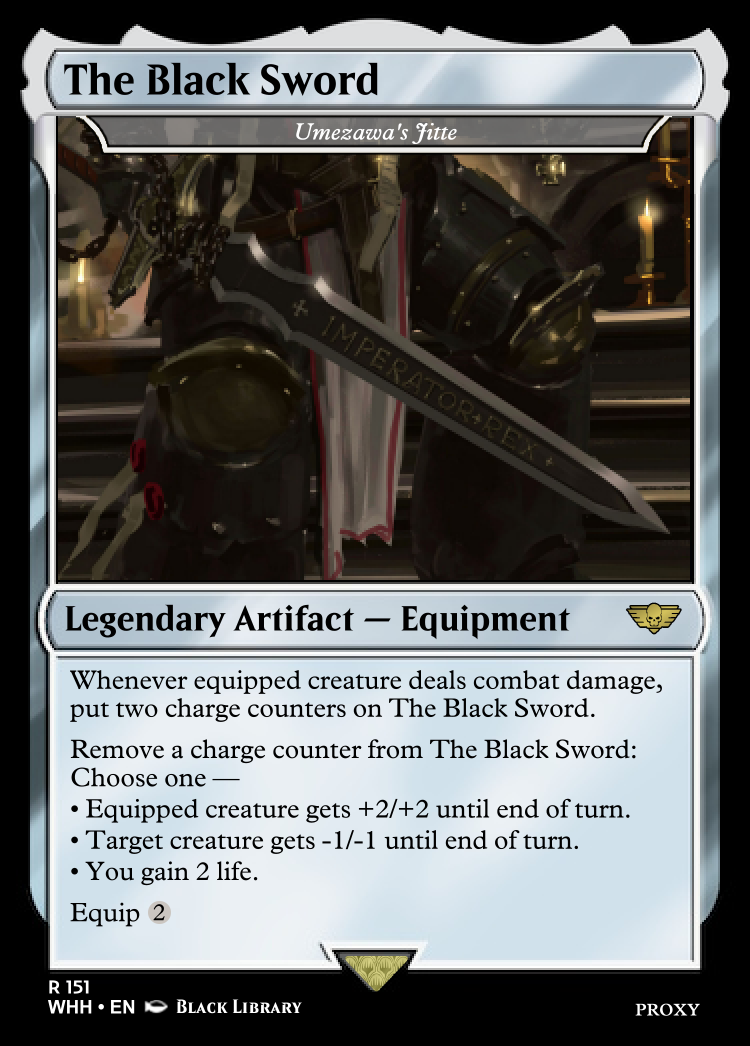 The Black Sword
Umezawa's Jitte
IMPERATOR REX
Legendary Artifact — Equipment
Whenever equipped creature deals combat damage,
put two charge counters on The Black Sword.
Remove a charge counter from The Black Sword:
Choose one —
• Equipped creature gets +2/+2 until end of turn.
• Target creature gets -1/-1 until end of turn.
• You gain 2 life.
Equip 2
R 151
WHH • EN BLACK LIBRARY
PROXY